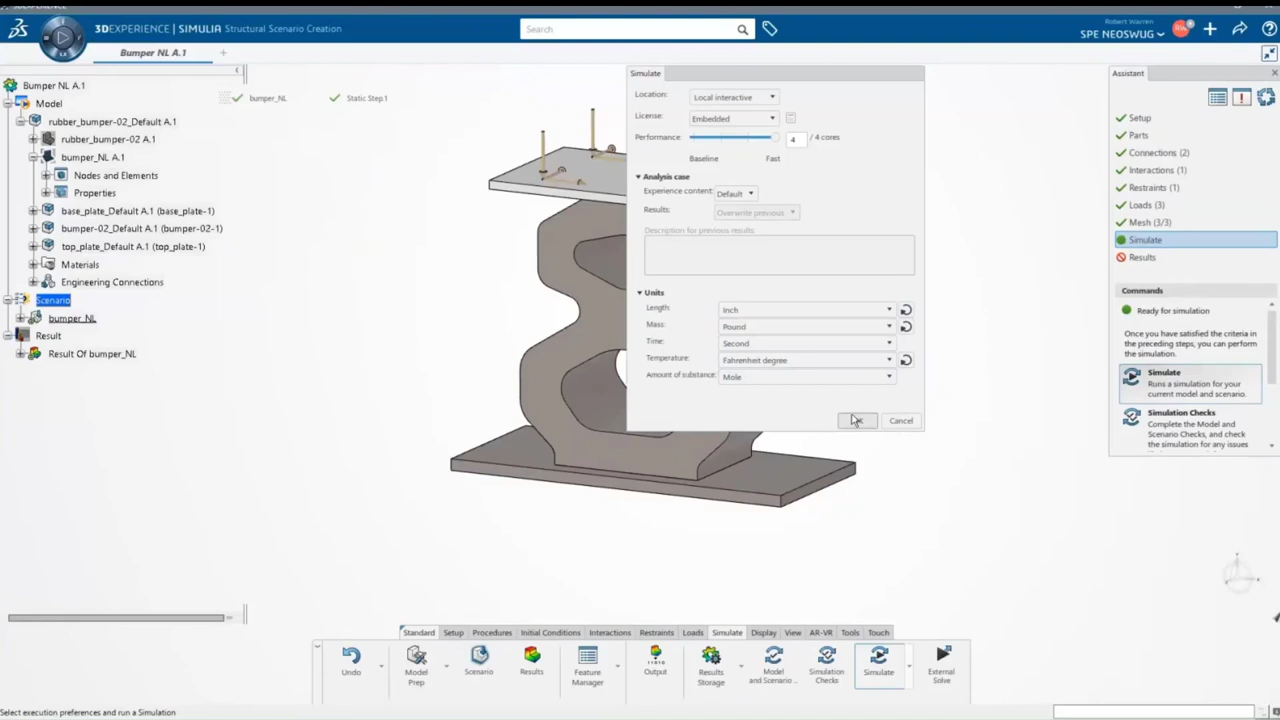 3DEXPERIENCE | SIMULIA Structural Scenario Creation
Search
Robert Warren
SPE NEOSWUG
RW
Bumper NL A.1
+
Bumper NL A.1
Model
rubber_bumper-02_Default A.1
rubber_bumper-02 A.1
bumper_NL A.1
Nodes and Elements
Properties
base_plate_Default A.1 (base_plate-1)
bumper-02_Default A.1 (bumper-02-1)
top_plate_Default A.1 (top_plate-1)
Materials
Engineering Connections
Scenario
bumper_NL
Result
Result Of bumper_NL
bumper_NL
Static Step.1
Simulate
Location:
Local interactive
License:
Embedded
Performance:
4
/ 4 cores
Baseline
Fast
Analysis case
Experience content:
Default
Results:
Overwrite previous
Description for previous results:
Units
Length:
Inch
Mass:
Pound
Time:
Second
Temperature:
Fahrenheit degree
Amount of substance:
Mole
Cancel
Assistant
Setup
Parts
Connections (2)
Interactions (1)
Restraints (1)
Loads (3)
Mesh (3/3)
Simulate
Results
Commands
Ready for simulation
Once you have satisfied the criteria in
the preceding steps, you can perform
the simulation.
Simulate
Runs a simulation for your
current model and scenario.
Simulation Checks
Complete the Model and
Scenario Checks, and check
the simulation for any issues
Standard
Setup
Procedures
Initial Conditions
Interactions
Restraints
Loads
Simulate
Display
View
AR-VR
Tools
Touch
Undo
Model
Prep
Scenario
Results
Feature
Manager
Output
Results
Storage
Model
and Scenario ...
Simulation
Checks
Simulate
External
Solve
Select execution preferences and run a Simulation